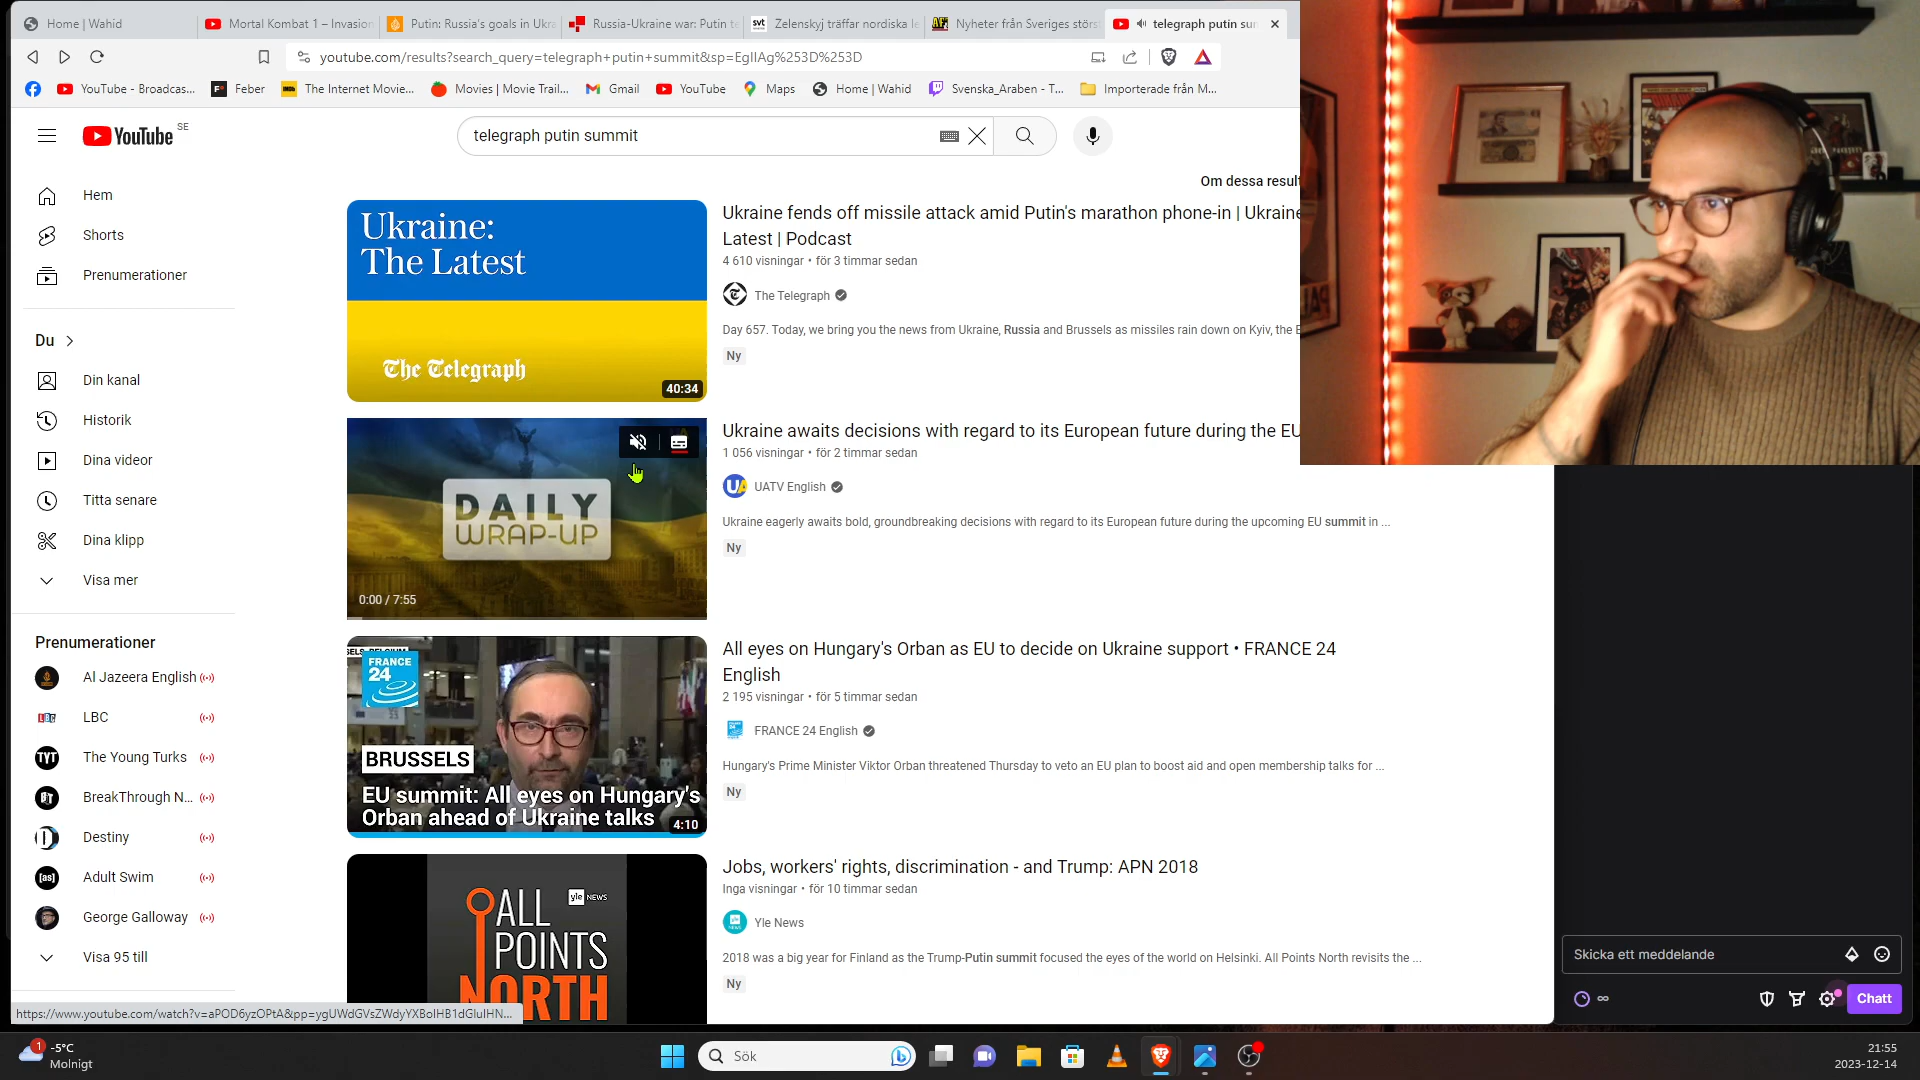 Home | Wahid
Mortal Kombat 1 – Invasion
Putin: Russia's goals in Ukra
Russia-Ukraine war: Putin te
svt
Zelenskyj träffar nordiska le
Nyheter från Sveriges störs
telegraph putin sum
youtube.com/results?search_query=telegraph+putin+summit&sp=EgIIAg%253D%253D
YouTube - Broadcas...
Feber
The Internet Movie...
Movies | Movie Trail...
Gmail
YouTube
Maps
Home | Wahid
Svenska_Araben - T...
Importerade från M...
YouTube SE
telegraph putin summit
Hem
Shorts
Prenumerationer
Du
Din kanal
Historik
Dina videor
Titta senare
Dina klipp
Visa mer
Prenumerationer
Al Jazeera English
LBC
The Young Turks
BreakThrough N...
Destiny
Adult Swim
George Galloway
Visa 95 till
https://www.youtube.com/watch?v=aPOD6yzOPtA&pp=ygUWdGVsZWdyYXBoIHB1dGluIHN...
Om dessa result
Ukraine:
The Latest
The Telegraph
40:34
Ukraine fends off missile attack amid Putin's marathon phone-in | Ukraine
Latest | Podcast
4 610 visningar • för 3 timmar sedan
The Telegraph
Day 657. Today, we bring you the news from Ukraine, Russia and Brussels as missiles rain down on Kyiv, the E
Ny
DAILY
WRAP-UP
0:00 / 7:55
Ukraine awaits decisions with regard to its European future during the EU
1 056 visningar • för 2 timmar sedan
UATV English
Ukraine eagerly awaits bold, groundbreaking decisions with regard to its European future during the upcoming EU summit in ...
Ny
FRANCE
24
BRUSSELS
EU summit: All eyes on Hungary's
Orban ahead of Ukraine talks
4:10
All eyes on Hungary's Orban as EU to decide on Ukraine support • FRANCE 24
English
2 195 visningar • för 5 timmar sedan
FRANCE 24 English
Hungary's Prime Minister Viktor Orban threatened Thursday to veto an EU plan to boost aid and open membership talks for ...
Ny
yle NEWS
ALL
POINTS
NORTH
Jobs, workers' rights, discrimination - and Trump: APN 2018
Inga visningar • för 10 timmar sedan
Yle News
2018 was a big year for Finland as the Trump-Putin summit focused the eyes of the world on Helsinki. All Points North revisits the ...
Ny
Skicka ett meddelande
Chatt
1
-5°C
Molnigt
Sök
21:55
2023-12-14